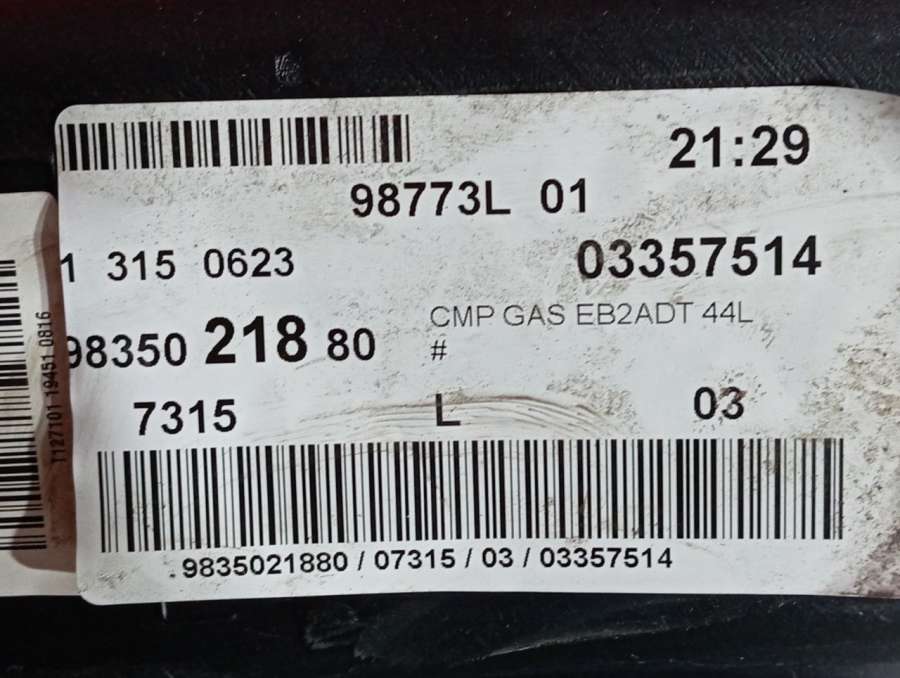 21:29
98773L 01
1 315 0623
03357514
98350 218 80
CMP GAS EB2ADT 44L
#
7315
L
03
.9835021880 / 07315 / 03 / 03357514
T127101 19451 0816